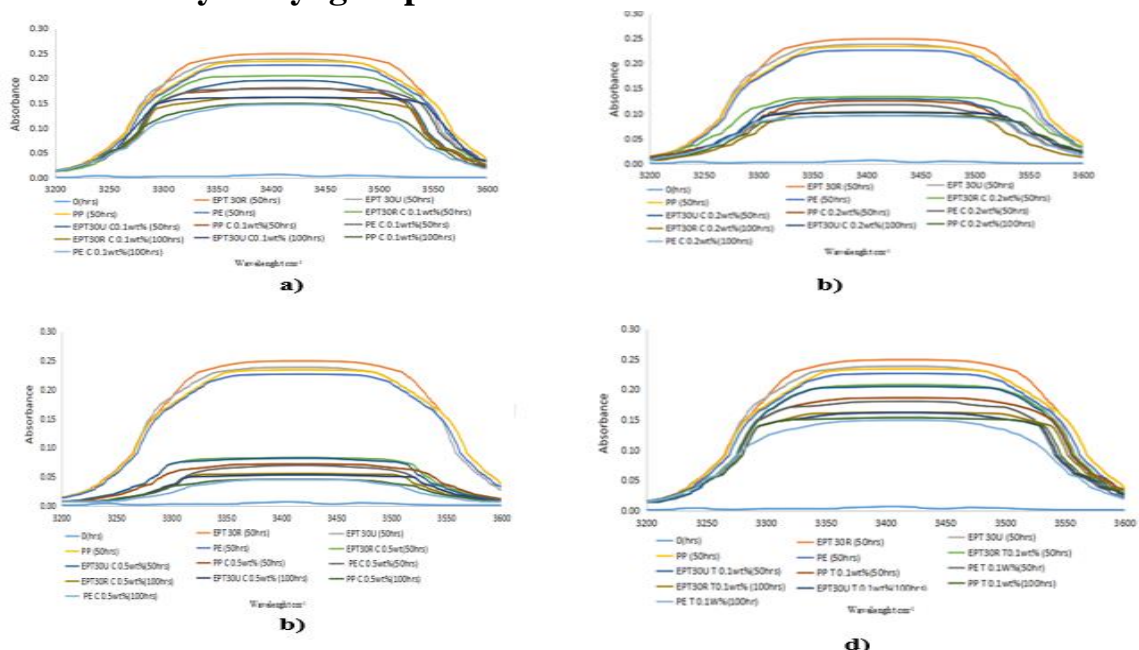 0.30
0.25
0.20
0.15
0.10
0.05
0.00
Absorbance
3200 3250 3300 3350 3400 3450 3500 3550 3600
0(hrs) EPT 30R (50hrs) EPT 30U (50hrs)
PP (50hrs) PE (50hrs) EPT30R C 0.1wt%(50hrs)
EPT30U C0.1wt% (50hrs) PP C 0.1wt%(50hrs) PE C 0.1wt%(50hrs)
EPT30R C 0.1wt%(100hrs) EPT30U C0.1wt% (100hrs) PP C 0.1wt%(100hrs)
PE C 0.1wt%(100hrs)
Wavelenght cm⁻¹
a)
0.30
0.25
0.20
0.15
0.10
0.05
0.00
Absorbance
3200 3250 3300 3350 3400 3450 3500 3550 3600
0(hrs) EPT 30R (50hrs) EPT 30U (50hrs)
PP (50hrs) PE (50hrs) EPT30R C 0.2wt%(50hrs)
EPT30U C 0.2wt%(50hrs) PP C 0.2wt%(50hrs) PE C 0.2wt%(50hrs)
EPT30R C 0.2wt%(100hrs) EPT30U C 0.2wt%(100hrs) PP C 0.2wt%(100hrs)
PE C 0.2wt%(100hrs)
Wavelenght cm⁻¹
b)
0.30
0.25
0.20
0.15
0.10
0.05
0.00
Absorbance
3200 3250 3300 3350 3400 3450 3500 3550 3600
0(hrs) EPT 30R (50hrs) EPT 30U (50hrs)
PP (50hrs) PE (50hrs) EPT30R C 0.5wt(50hrs)
EPT30U C 0.5wt%(50hrs) PP C 0.5wt% (50hrs) PE C 0.5wt%(50hrs)
EPT30R C 0.5wt%(100hrs) EPT30U C 0.5wt% (100hrs) PP C 0.5wt%(100hrs)
PE C 0.5wt%(100hrs)
Wavelenght cm⁻¹
b)
0.30
0.25
0.20
0.15
0.10
0.05
0.00
Absorbance
3200 3250 3300 3350 3400 3450 3500 3550 3600
0(hrs) EPT 30R (50hrs) EPT 30U (50hrs)
PP (50hrs) PE (50hrs) EPT30R T0.1wt% (50hrs)
EPT30U T 0.1wt%(50hrs) PP T 0.1wt%(50hrs) PE T 0.1W%(50hr)
EPT30R T0.1wt% (100hrs) EPT30U T 0.1wt%(100hrs) PP T 0.1wt%(100hrs)
PE T 0.1W%(100hr)
Wavelenght cm⁻¹
d)